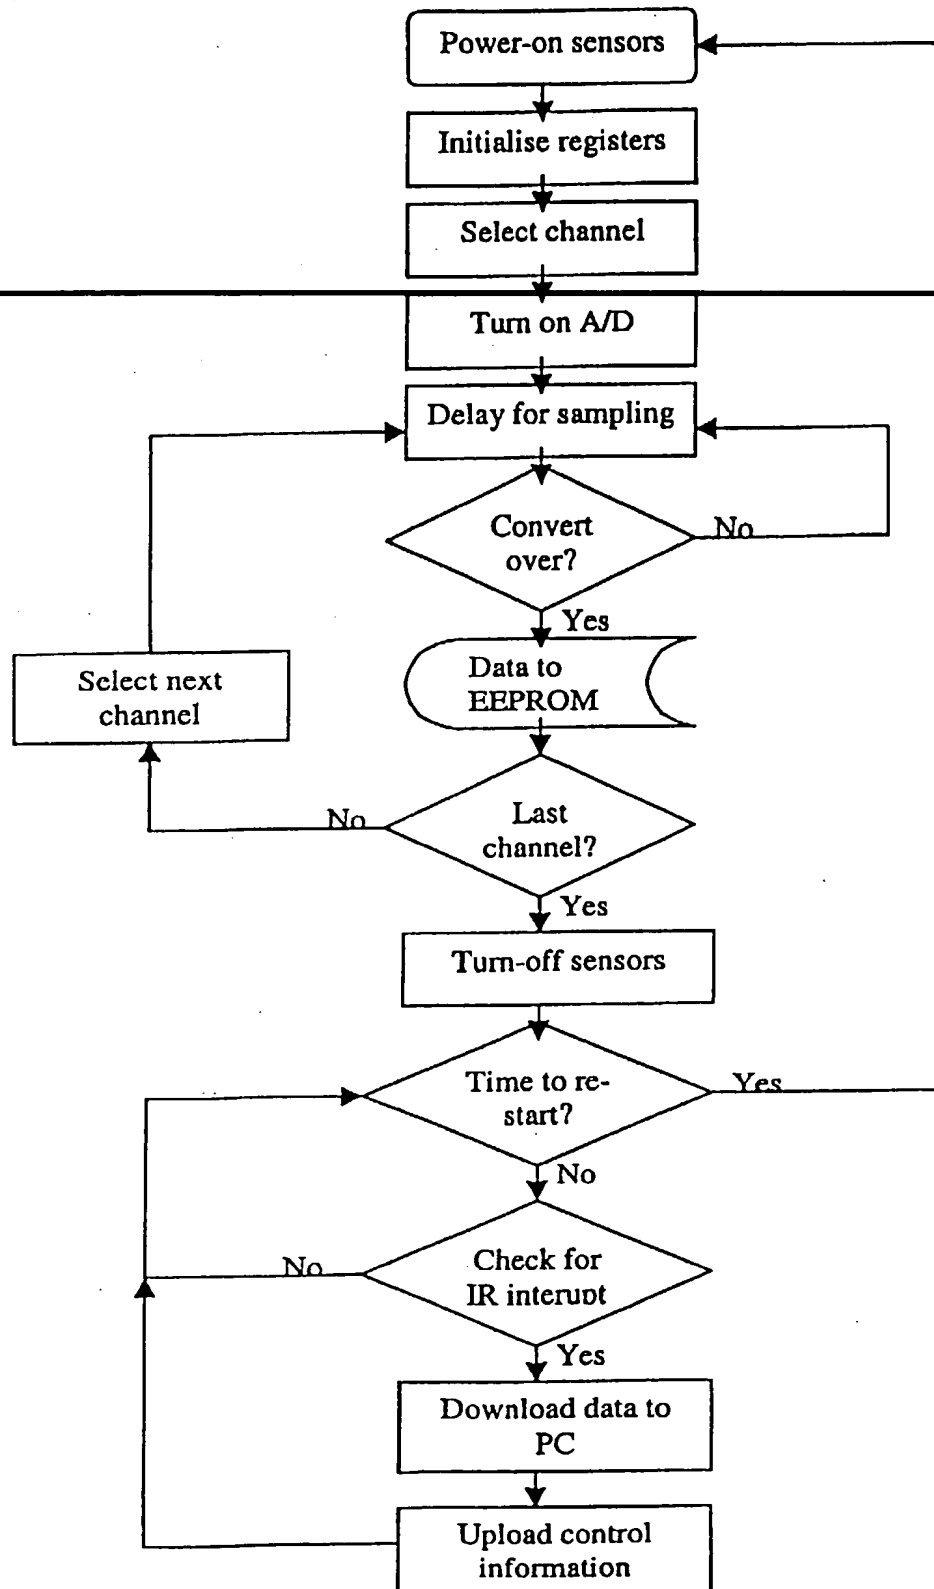 Power-on sensors
Initialise registers
Select channel
Turn on A/D
Delay for sampling
Convert
over?
No
Yes
Data to
EEPROM
Select next
channel
Last
channel?
No
Yes
Turn-off sensors
Time to re-
start?
Yes
No
Check for
IR interupt
No
Yes
Download data to
PC
Upload control
information